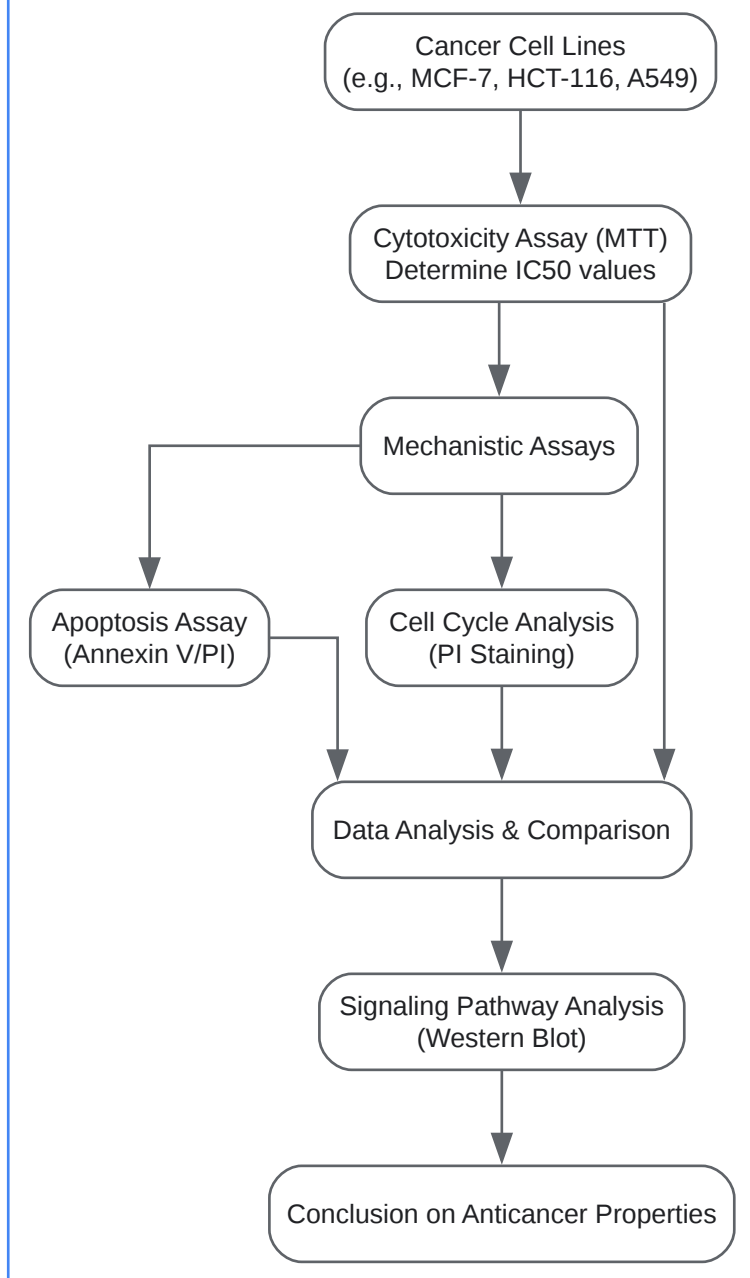 Cancer Cell Lines
(e.g., MCF-7, HCT-116, A549)
Cytotoxicity Assay (MTT)
Determine IC50 values
Mechanistic Assays
Apoptosis Assay
(Annexin V/PI)
Cell Cycle Analysis
(PI Staining)
Data Analysis & Comparison
Signaling Pathway Analysis
(Western Blot)
Conclusion on Anticancer Properties